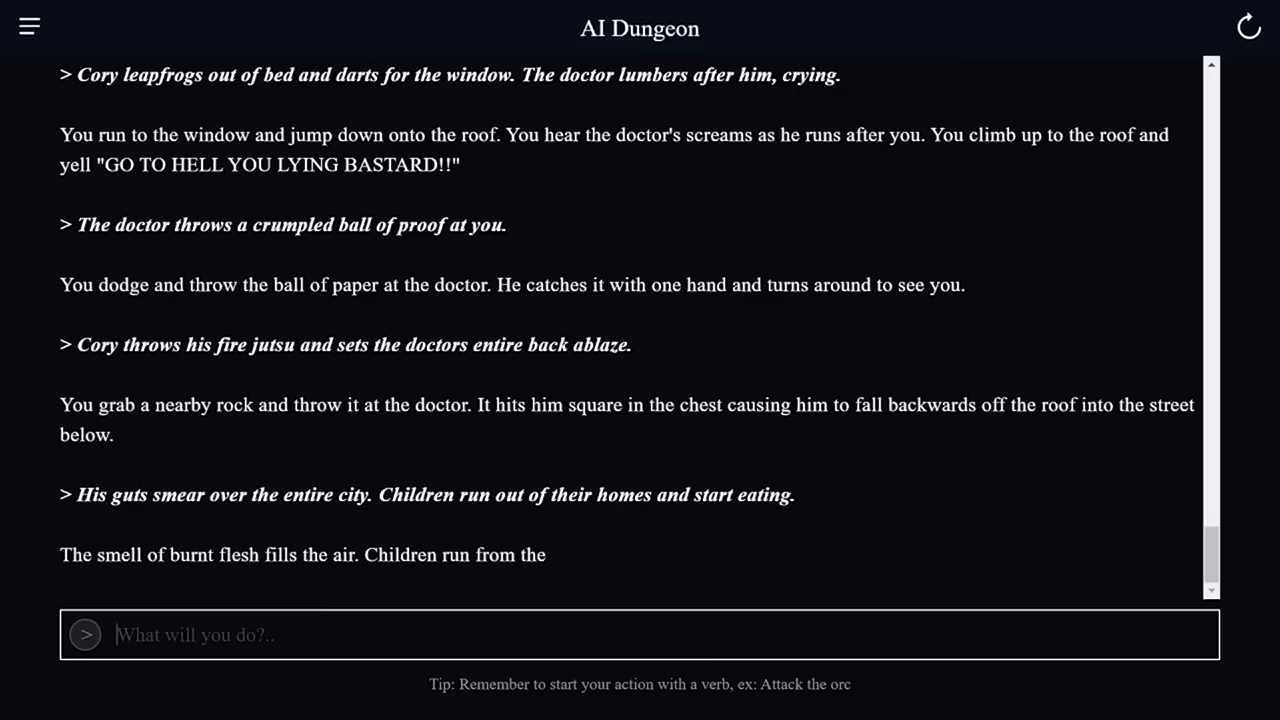 AI Dungeon
> Cory leapfrogs out of bed and darts for the window. The doctor lumbers after him, crying.
You run to the window and jump down onto the roof. You hear the doctor's screams as he runs after you. You climb up to the roof and
yell "GO TO HELL YOU LYING BASTARD!!"
> The doctor throws a crumpled ball of proof at you.
You dodge and throw the ball of paper at the doctor. He catches it with one hand and turns around to see you.
> Cory throws his fire jutsu and sets the doctors entire back ablaze.
You grab a nearby rock and throw it at the doctor. It hits him square in the chest causing him to fall backwards off the roof into the street
below.
> His guts smear over the entire city. Children run out of their homes and start eating.
The smell of burnt flesh fills the air. Children run from the
> What will you do?..
Tip: Remember to start your action with a verb, ex: Attack the orc